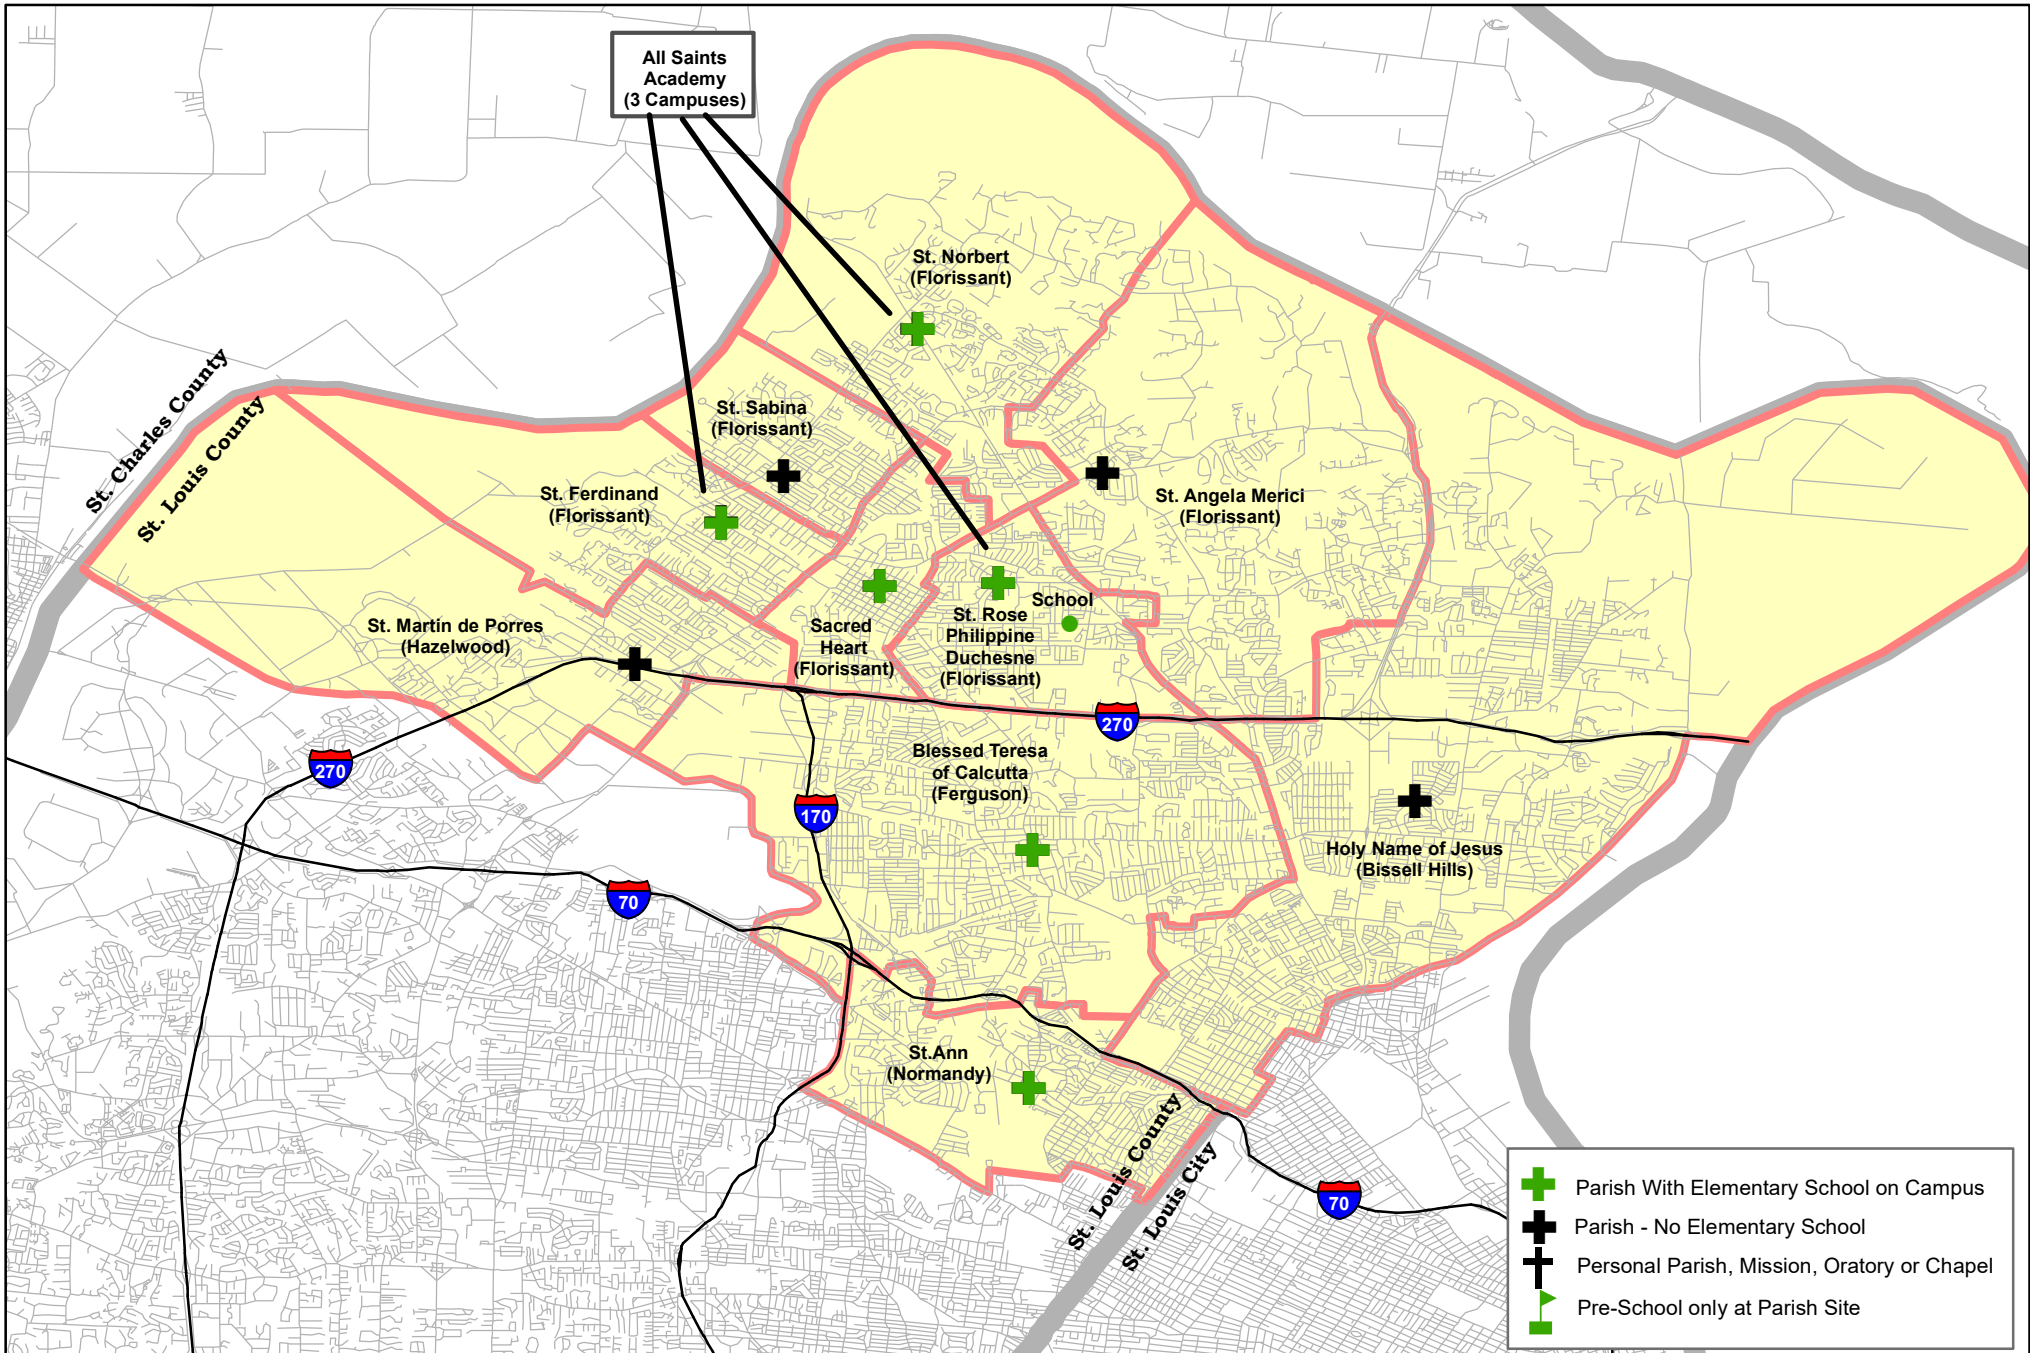 All Saints
Academy
(3 Campuses)
St. Norbert
(Florissant)
St. Charles County
St. Louis County
St. Sabina
(Florissant)
St. Ferdinand
(Florissant)
St. Angela Merici
(Florissant)
St. Martín de Porres
(Hazelwood)
Sacred
Heart
(Florissant)
School
St. Rose
Philippine
Duchesne
(Florissant)
270
270
Blessed Teresa
of Calcutta
(Ferguson)
170
Holy Name of Jesus
(Bissell Hills)
70
St.Ann
(Normandy)
St. Louis County
St. Louis City
70
Parish With Elementary School on Campus
Parish - No Elementary School
Personal Parish, Mission, Oratory or Chapel
Pre-School only at Parish Site